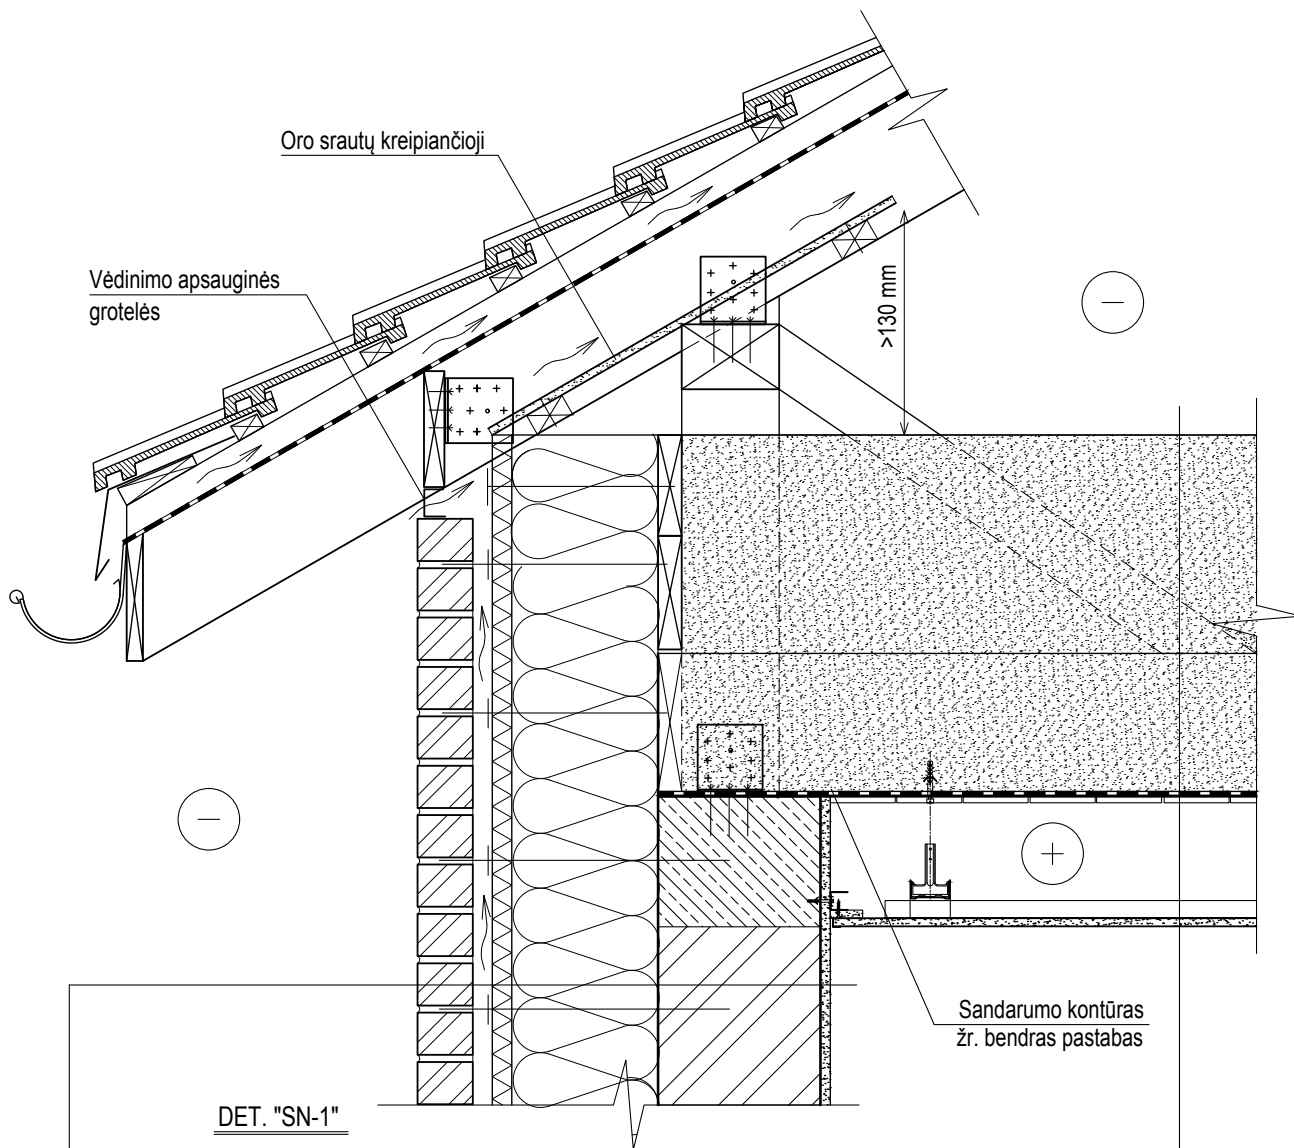 Oro srautų kreipiančioji
Vėdinimo apsauginės
grotelės
>130 mm
Sandarumo kontūras
žr. bendras pastabas
DET. "SN-1"